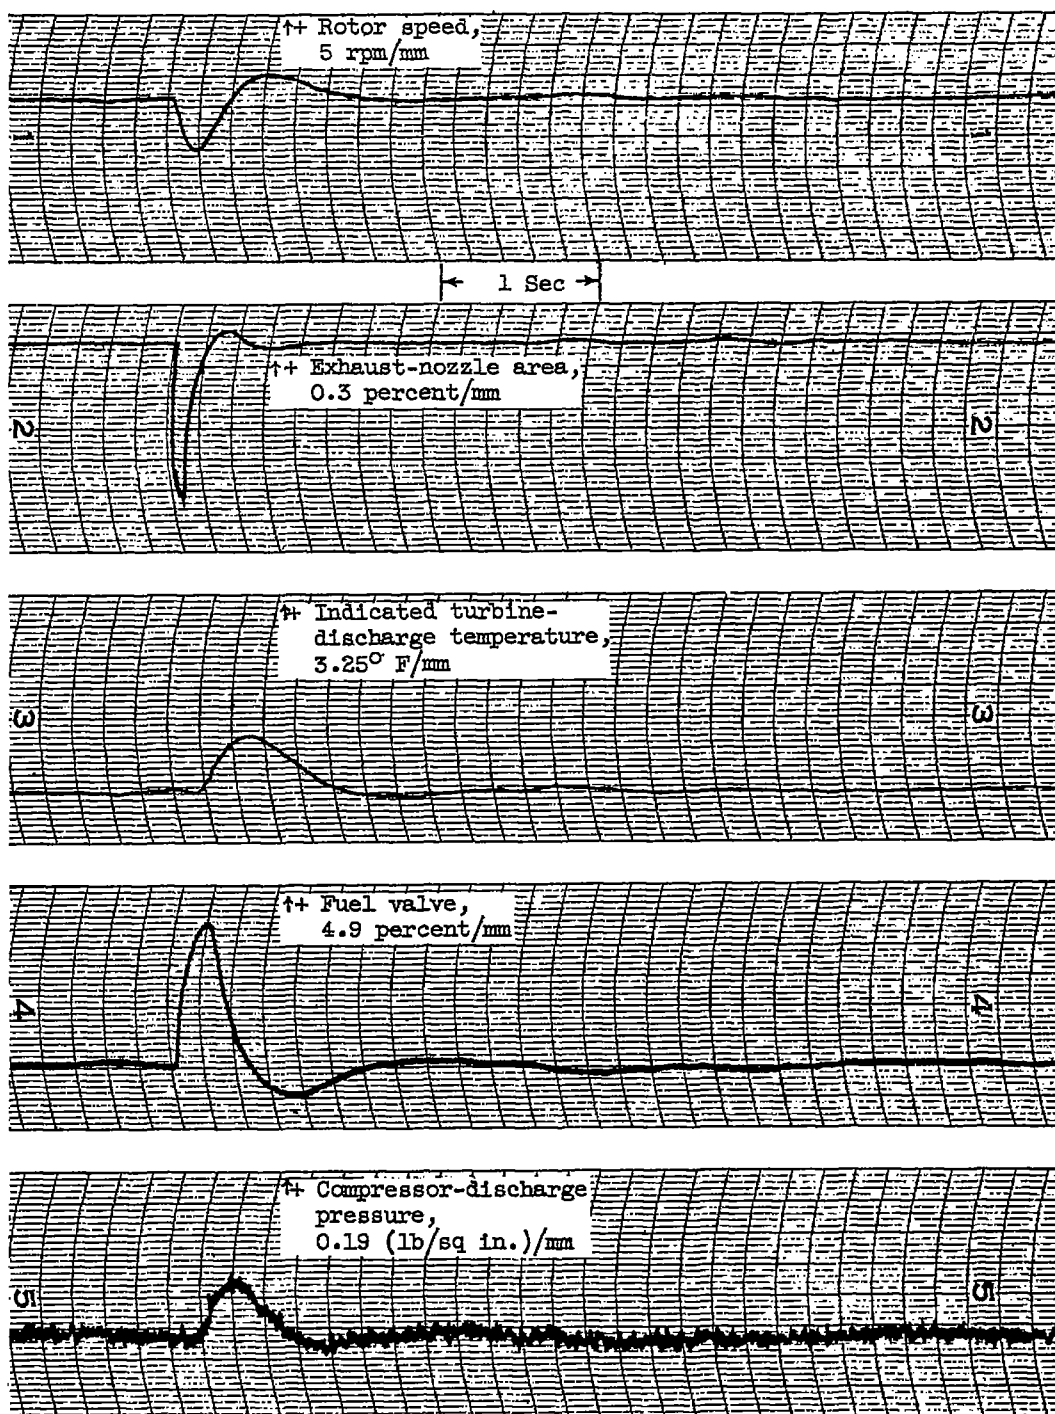 ↑+ Rotor speed,
5 rpm/mm
1
1
1 Sec
↑+ Exhaust-nozzle area,
0.3 percent/mm
2
2
↑+ Indicated turbine-
discharge temperature,
3.25° F/mm
3
3
↑+ Fuel valve,
4.9 percent/mm
4
4
↑+ Compressor-discharge
pressure,
0.19 (lb/sq in.)/mm
5
5